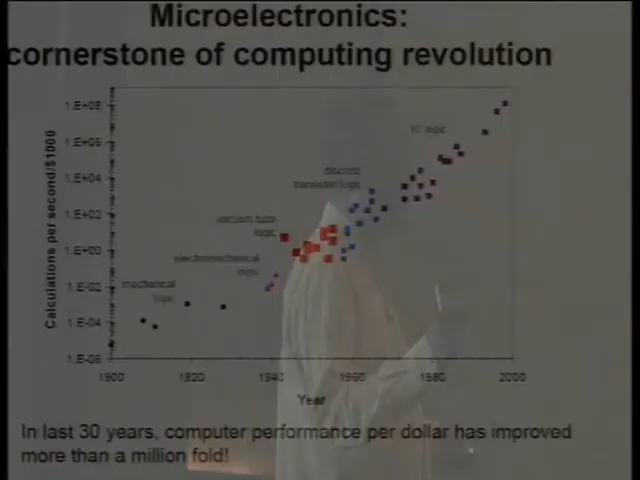 Microelectronics:
cornerstone of computing revolution
Calculations per second/$1000
1.E+08
1.E+06
1.E+04
1.E+02
1.E+00
1.E-02
1.E-04
1.E-06
IC logic
discrete
transistor logic
vacuum tube
logic
electromechanical
logic
mechanical
logic
1900 1920 1940 1960 1980 2000
Year
In last 30 years, computer performance per dollar has improved
more than a million fold!